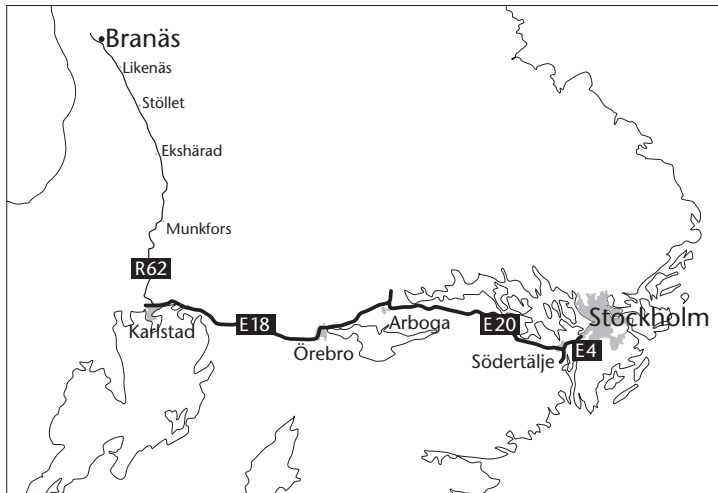 Branäs
Likenäs
Stöllet
Ekshärad
Munkfors
R62
Karlstad
E18
Örebro
Arboga
E20
Stockholm
Södertälje
E4